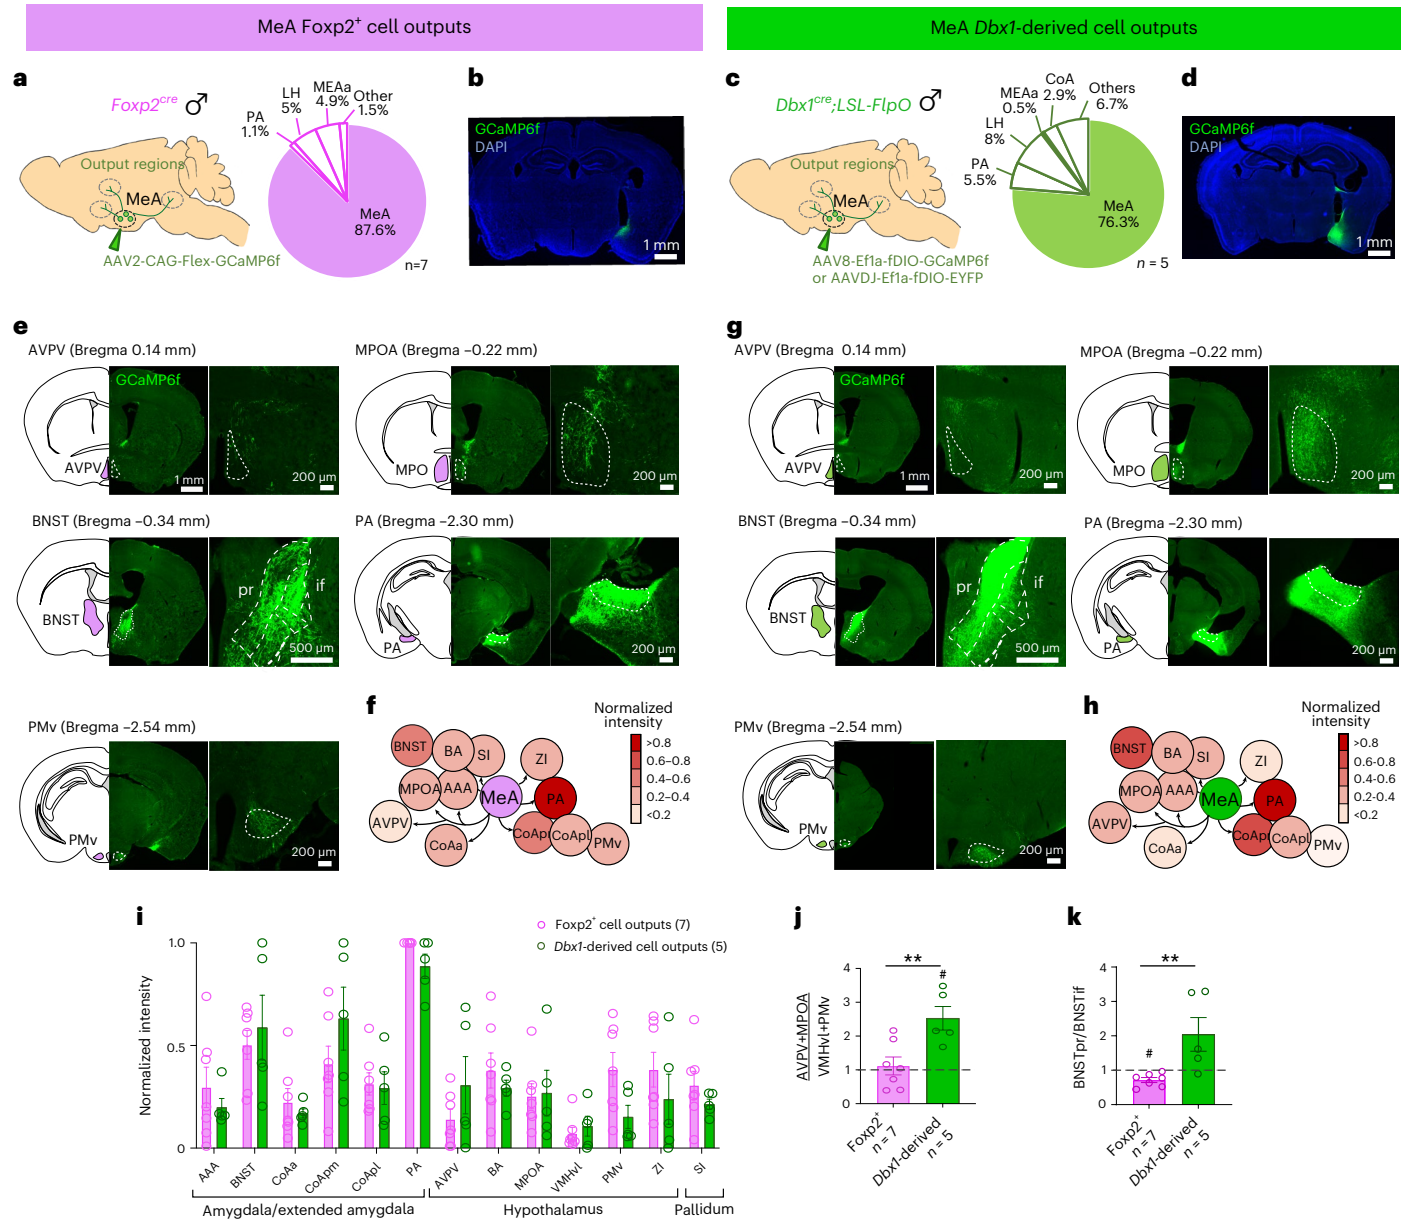 MeA Foxp2⁺ cell outputs
MeA Dbx1-derived cell outputs
a
Foxp2ᶜʳᵉ ♂
Output regions
MeA
AAV2-CAG-Flex-GCaMP6f
PA
1.1%
LH
5%
MEAa
4.9%
Other
1.5%
MeA
87.6%
n=7
b
GCaMP6f
DAPI
1 mm
c
Dbx1ᶜʳᵉ;LSL-FlpO ♂
Output regions
MeA
AAV8-Ef1a-fDIO-GCaMP6f
or AAVDJ-Ef1a-fDIO-EYFP
PA
5.5%
LH
8%
MEAa
0.5%
CoA
2.9%
Others
6.7%
MeA
76.3%
n = 5
d
GCaMP6f
DAPI
1 mm
e
AVPV (Bregma 0.14 mm)
GCaMP6f
AVPV
1 mm
200 µm
MPOA (Bregma –0.22 mm)
MPO
200 µm
BNST (Bregma –0.34 mm)
BNST
pr
if
500 µm
PA (Bregma –2.30 mm)
PA
200 µm
PMv (Bregma –2.54 mm)
PMv
200 µm
f
Normalized
intensity
>0.8
0.6–0.8
0.4–0.6
0.2–0.4
<0.2
BNST
BA
SI
ZI
MPOA
AAA
MeA
PA
AVPV
CoAa
CoApm
CoApl
PMv
g
AVPV (Bregma 0.14 mm)
GCaMP6f
AVPV
1 mm
200 µm
MPOA (Bregma –0.22 mm)
MPO
200 µm
BNST (Bregma –0.34 mm)
BNST
pr
if
500 µm
PA (Bregma –2.30 mm)
PA
200 µm
PMv (Bregma –2.54 mm)
PMv
200 µm
h
Normalized
intensity
>0.8
0.6–0.8
0.4–0.6
0.2–0.4
<0.2
BNST
BA
SI
ZI
MPOA
AAA
MeA
PA
AVPV
CoAa
CoApl
PMv
i
Foxp2⁺ cell outputs (7)
Dbx1-derived cell outputs (5)
Normalized intensity
1.0
0.5
0
AAA
BNST
CoAa
CoApm
CoApl
PA
AVPV
BA
MPOA
VMHvl
PMv
ZI
SI
Amygdala/extended amygdala
Hypothalamus
Pallidum
j
AVPV+MPOA
VMHvl+PMv
4
3
2
1
0
**
#
Foxp2⁺
n = 7
Dbx1-derived
n = 5
k
BNSTpr/BNSTif
4
3
2
1
0
**
#
Foxp2⁺
n = 7
Dbx1-derived
n = 5